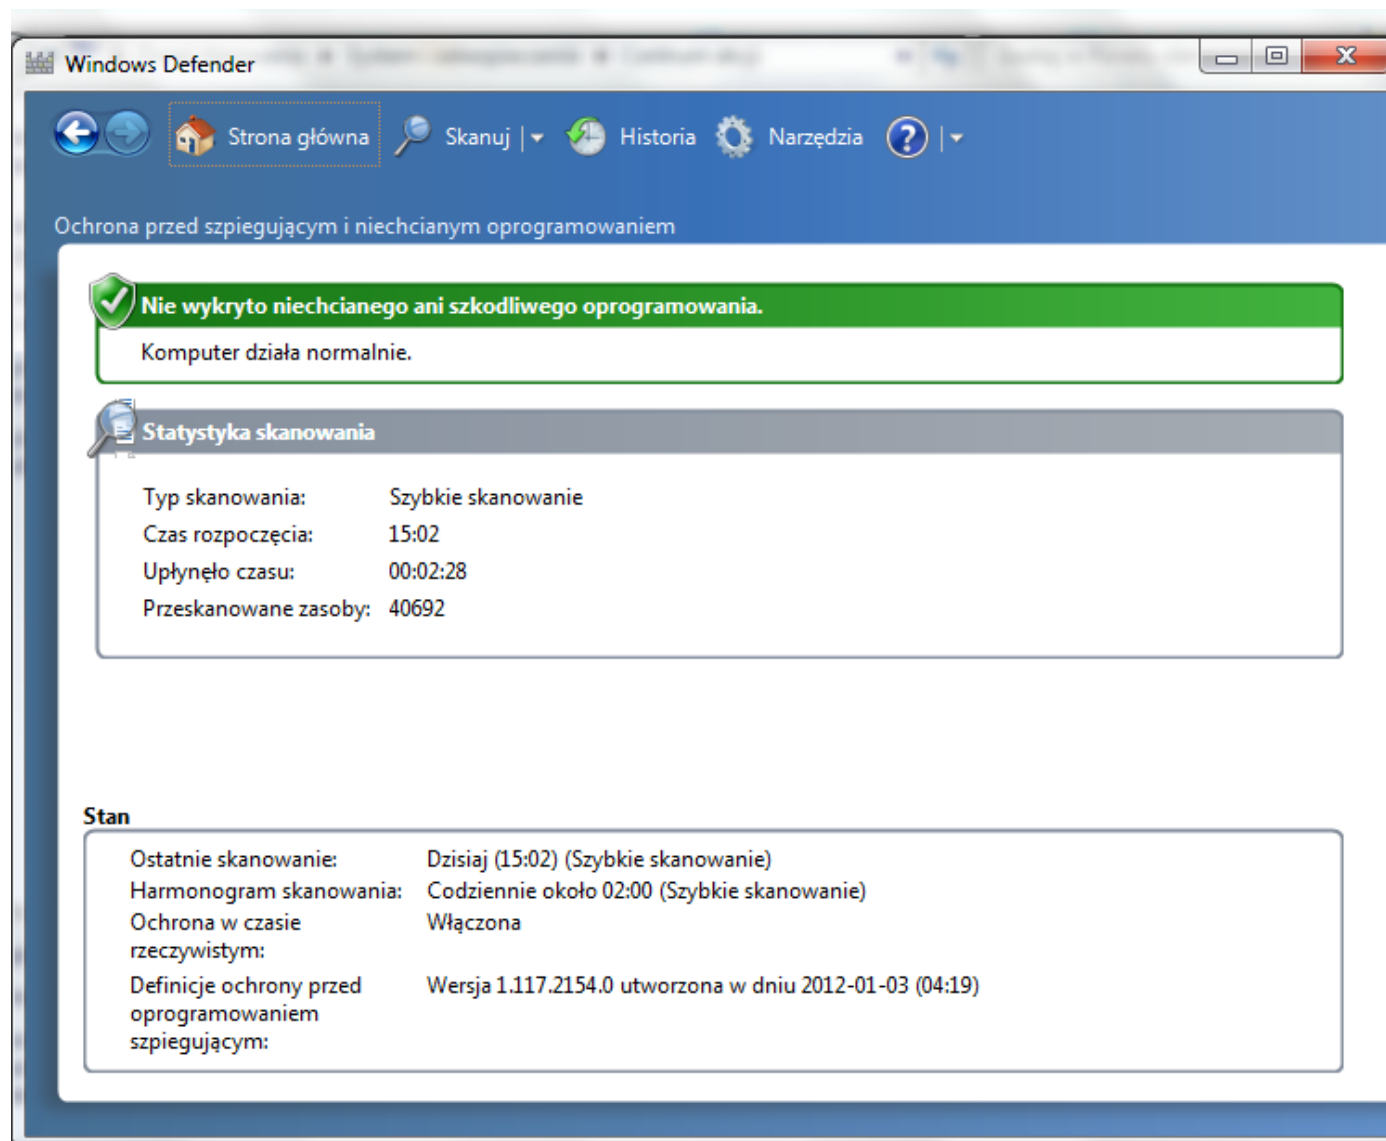 Windows Defender
Strona główna Skanuj Historia Narzędzia ?
Ochrona przed szpiegującym i niechcianym oprogramowaniem
Nie wykryto niechcianego ani szkodliwego oprogramowania.
Komputer działa normalnie.
Statystyka skanowania
Typ skanowania: Szybkie skanowanie
Czas rozpoczęcia: 15:02
Upłynęło czasu: 00:02:28
Przeskanowane zasoby: 40692
Stan
Ostatnie skanowanie: Dzisiaj (15:02) (Szybkie skanowanie)
Harmonogram skanowania: Codziennie około 02:00 (Szybkie skanowanie)
Ochrona w czasie Włączona
rzeczywistym:
Definicje ochrony przed Wersja 1.117.2154.0 utworzona w dniu 2012-01-03 (04:19)
oprogramowaniem
szpiegującym: